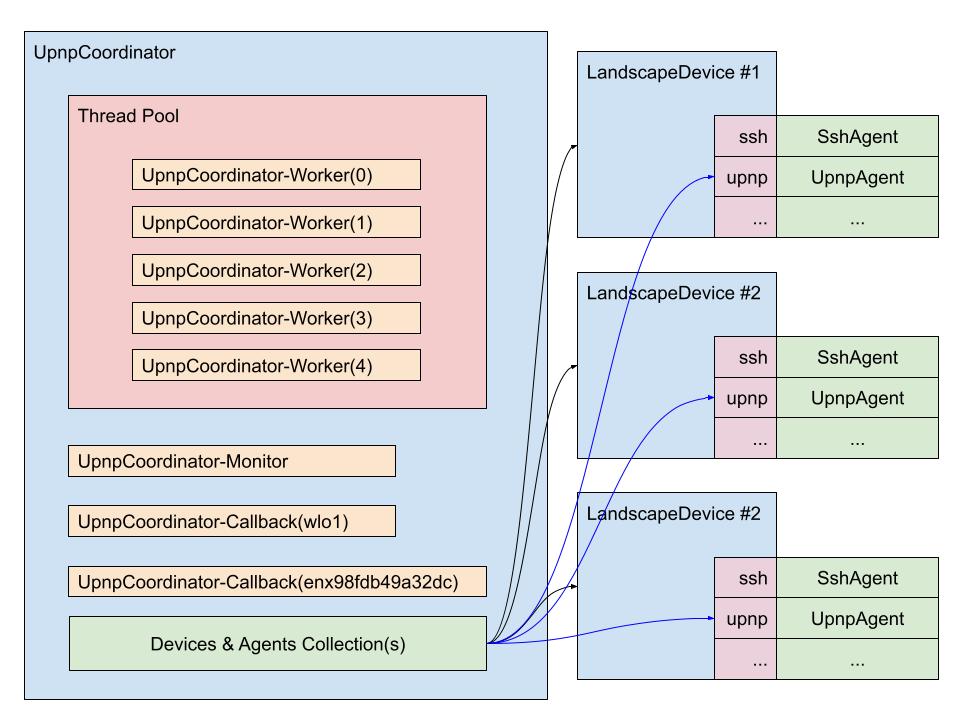 UpnpCoordinator
Thread Pool
UpnpCoordinator-Worker(0)
UpnpCoordinator-Worker(1)
UpnpCoordinator-Worker(2)
UpnpCoordinator-Worker(3)
UpnpCoordinator-Worker(4)
UpnpCoordinator-Monitor
UpnpCoordinator-Callback(wlo1)
UpnpCoordinator-Callback(enx98fdb49a32dc)
Devices & Agents Collection(s)
LandscapeDevice #1
ssh SshAgent
upnp UpnpAgent
... ...
LandscapeDevice #2
ssh SshAgent
upnp UpnpAgent
... ...
LandscapeDevice #2
ssh SshAgent
upnp UpnpAgent
... ...